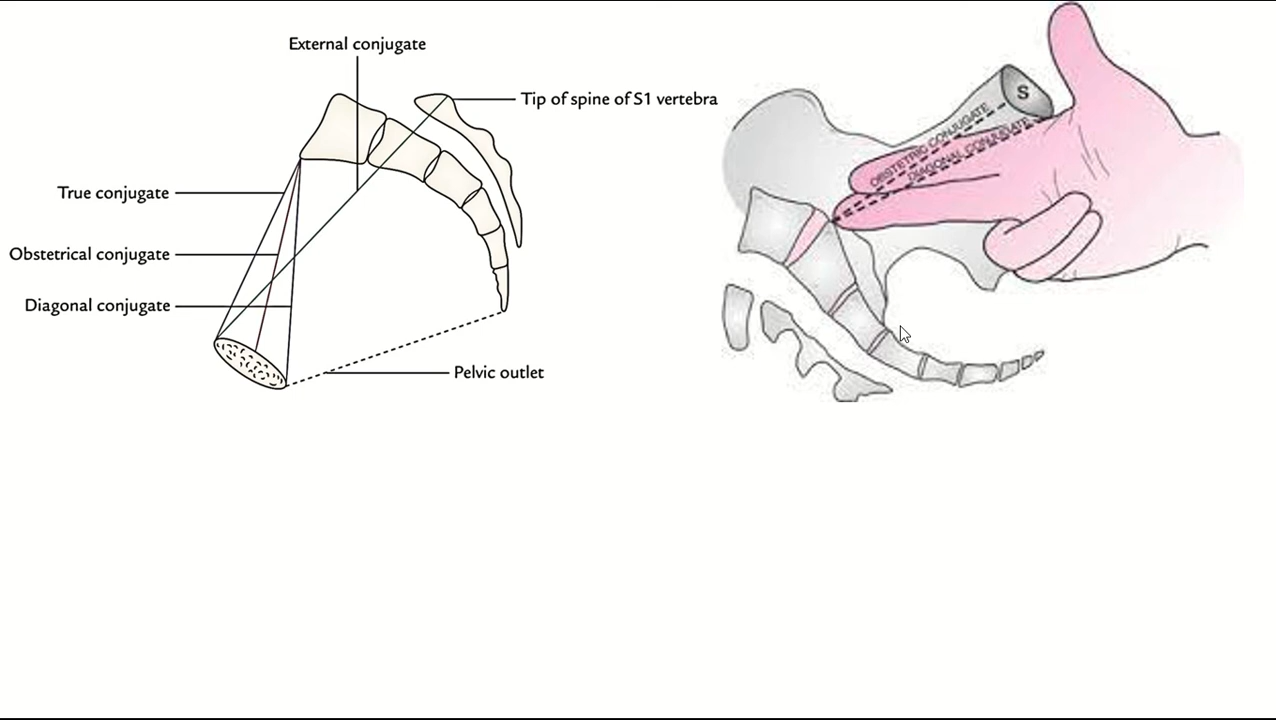 External conjugate
Tip of spine of S1 vertebra
True conjugate
Obstetrical conjugate
Diagonal conjugate
Pelvic outlet
S
OBSTETRIC CONJUGATE
DIAGONAL CONJUGATE